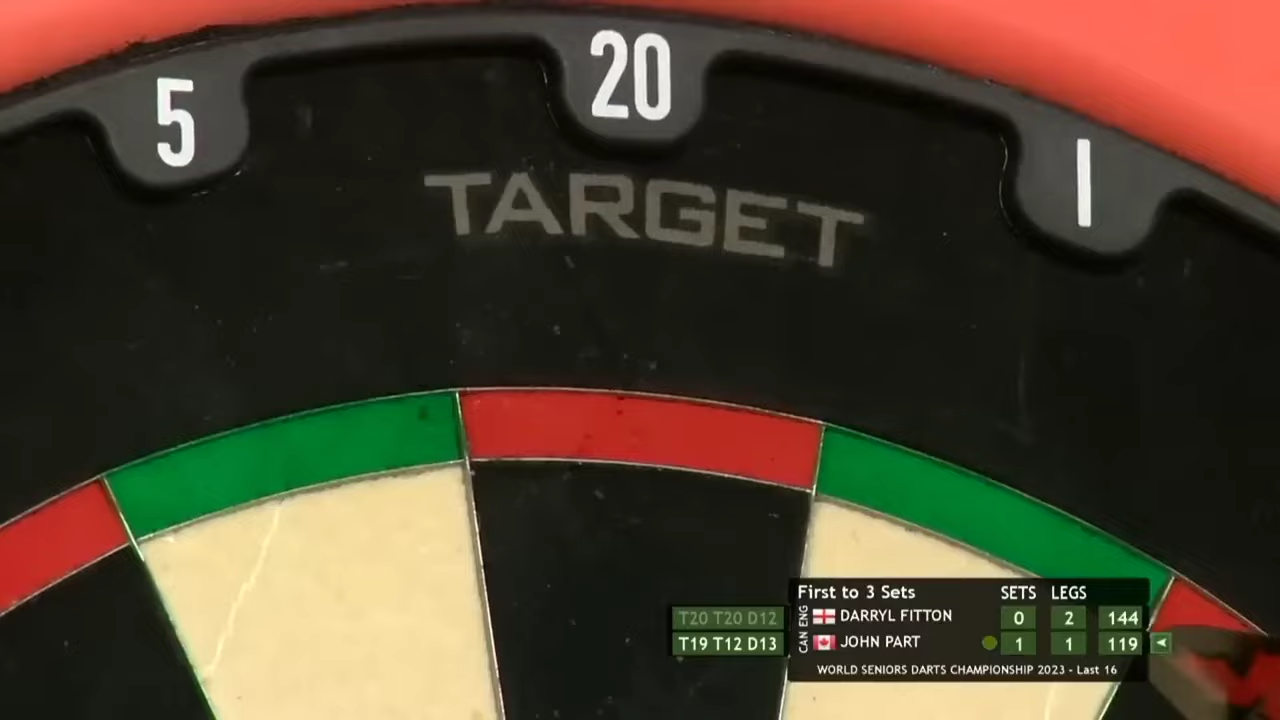 5
20
1
TARGET
First to 3 Sets SETS LEGS
T20 T20 D12 ENG DARRYL FITTON 0 2 144
T19 T12 D13 CAN JOHN PART 1 1 119
WORLD SENIORS DARTS CHAMPIONSHIP 2023 - Last 16